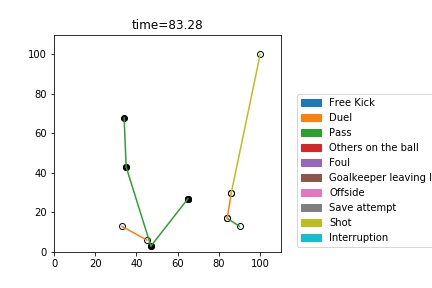 time=83.28
100
80
60
40
20
0
0 20 40 60 80 100
Free Kick
Duel
Pass
Others on the ball
Foul
Goalkeeper leaving l
Offside
Save attempt
Shot
Interruption